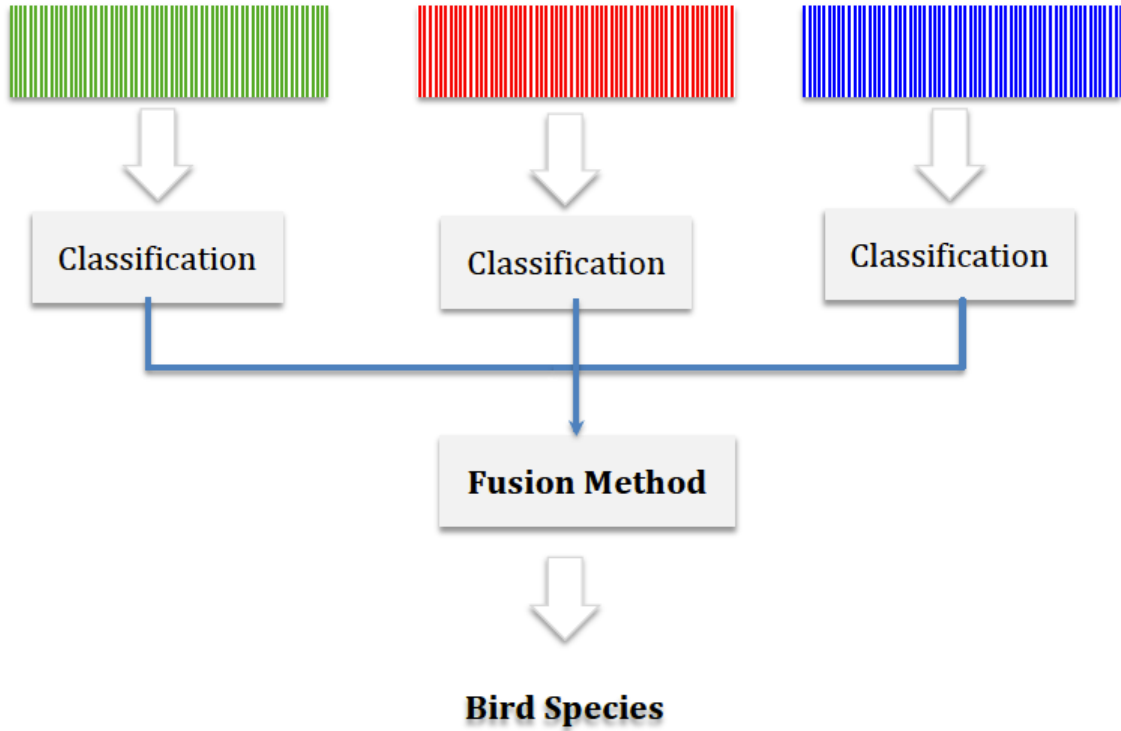 Classification
Classification
Classification
Fusion Method
Bird Species